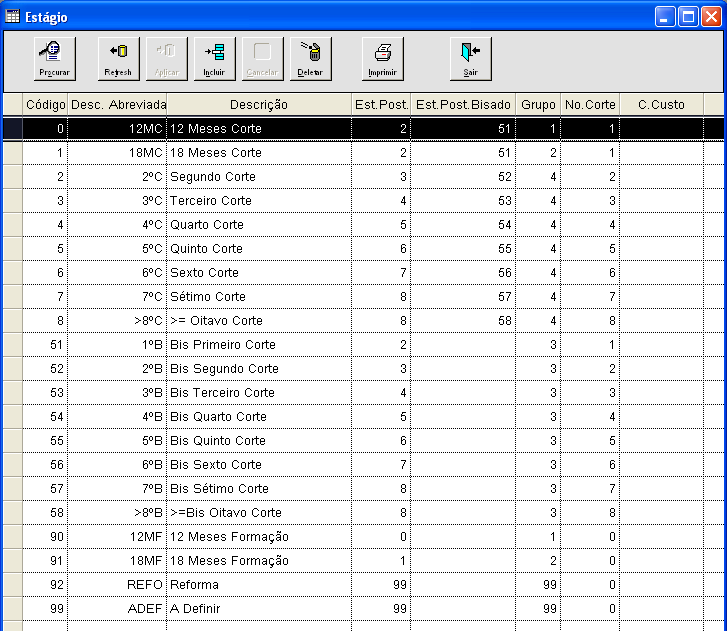 Estágio
Procurar Refresh Aplicar Incluir Cancelar Deletar Imprimir Sair
Código Desc. Abreviada Descrição Est.Post. Est.Post.Bisado Grupo No.Corte C.Custo
0 12MC 12 Meses Corte 2 51 1 1
1 18MC 18 Meses Corte 2 51 2 1
2 2ºC Segundo Corte 3 52 4 2
3 3ºC Terceiro Corte 4 53 4 3
4 4ºC Quarto Corte 5 54 4 4
5 5ºC Quinto Corte 6 55 4 5
6 6ºC Sexto Corte 7 56 4 6
7 7ºC Sétimo Corte 8 57 4 7
8 >8ºC >= Oitavo Corte 8 58 4 8
51 1ºB Bis Primeiro Corte 2 3 1
52 2ºB Bis Segundo Corte 3 3 2
53 3ºB Bis Terceiro Corte 4 3 3
54 4ºB Bis Quarto Corte 5 3 4
55 5ºB Bis Quinto Corte 6 3 5
56 6ºB Bis Sexto Corte 7 3 6
57 7ºB Bis Sétimo Corte 8 3 7
58 >8ºB >=Bis Oitavo Corte 8 3 8
90 12MF 12 Meses Formação 0 1 0
91 18MF 18 Meses Formação 1 2 0
92 REFO Reforma 99 99 0
99 ADEF A Definir 99 99 0